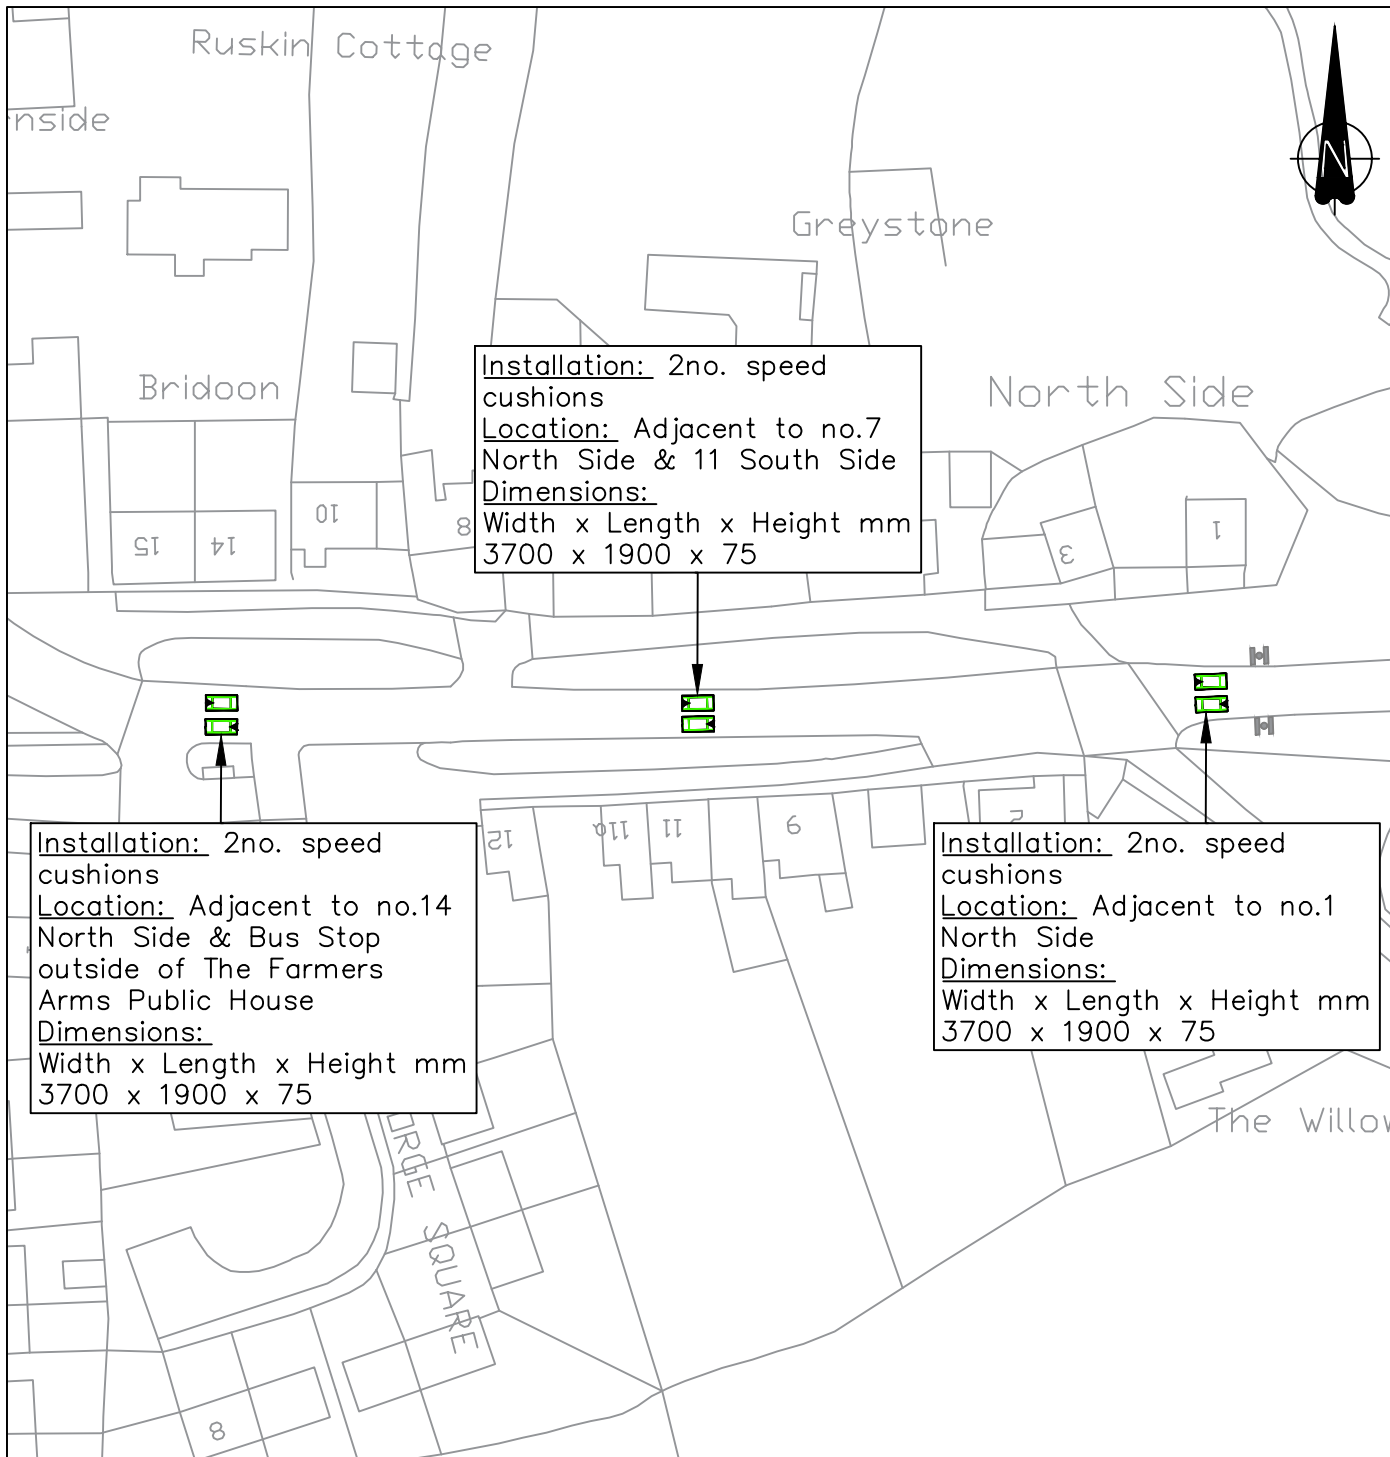 Ruskin Cottage
nside
N
Greystone
Bridoon
North Side
Installation: 2no. speed
cushions
Location: Adjacent to no.7
North Side & 11 South Side
Dimensions:
Width x Length x Height mm
3700 x 1900 x 75
15
14
10
8
3
1
12
11a
11
9
Installation: 2no. speed
cushions
Location: Adjacent to no.14
North Side & Bus Stop
outside of The Farmers
Arms Public House
Dimensions:
Width x Length x Height mm
3700 x 1900 x 75
Installation: 2no. speed
cushions
Location: Adjacent to no.1
North Side
Dimensions:
Width x Length x Height mm
3700 x 1900 x 75
The Willow
ORGE SQUARE
8